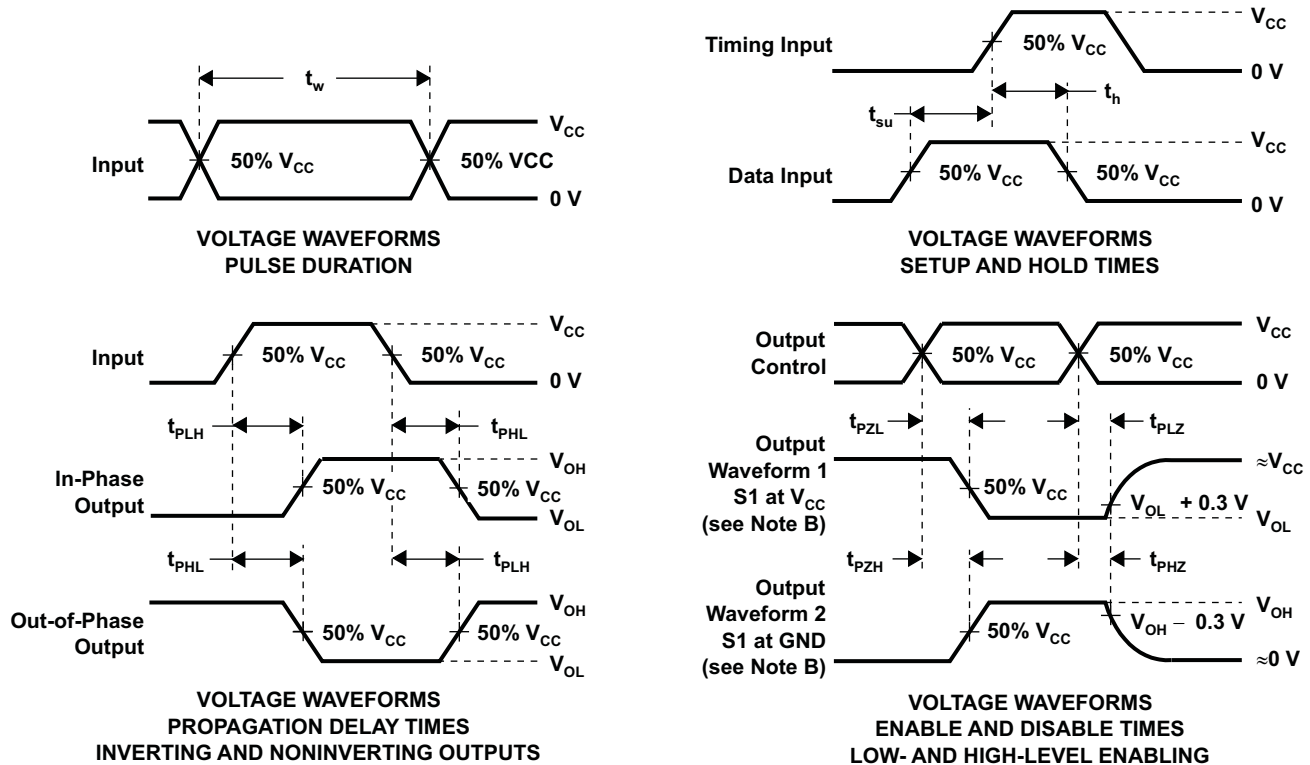 t_w
V_CC
Input
50% V_CC
50% VCC
0 V
VOLTAGE WAVEFORMS
PULSE DURATION
Timing Input
50% V_CC
V_CC
0 V
t_h
t_su
V_CC
Data Input
50% V_CC
50% V_CC
0 V
VOLTAGE WAVEFORMS
SETUP AND HOLD TIMES
V_CC
Input
50% V_CC
50% V_CC
0 V
t_PLH
t_PHL
V_OH
In-Phase
Output
50% V_CC
50% V_CC
V_OL
t_PHL
t_PLH
V_OH
Out-of-Phase
Output
50% V_CC
50% V_CC
V_OL
VOLTAGE WAVEFORMS
PROPAGATION DELAY TIMES
INVERTING AND NONINVERTING OUTPUTS
V_CC
Output
Control
50% V_CC
50% V_CC
0 V
t_PZL
t_PLZ
Output
Waveform 1
S1 at V_CC
(see Note B)
50% V_CC
≈V_CC
V_OL + 0.3 V
V_OL
t_PZH
t_PHZ
Output
Waveform 2
S1 at GND
(see Note B)
50% V_CC
V_OH
V_OH − 0.3 V
≈0 V
VOLTAGE WAVEFORMS
ENABLE AND DISABLE TIMES
LOW- AND HIGH-LEVEL ENABLING